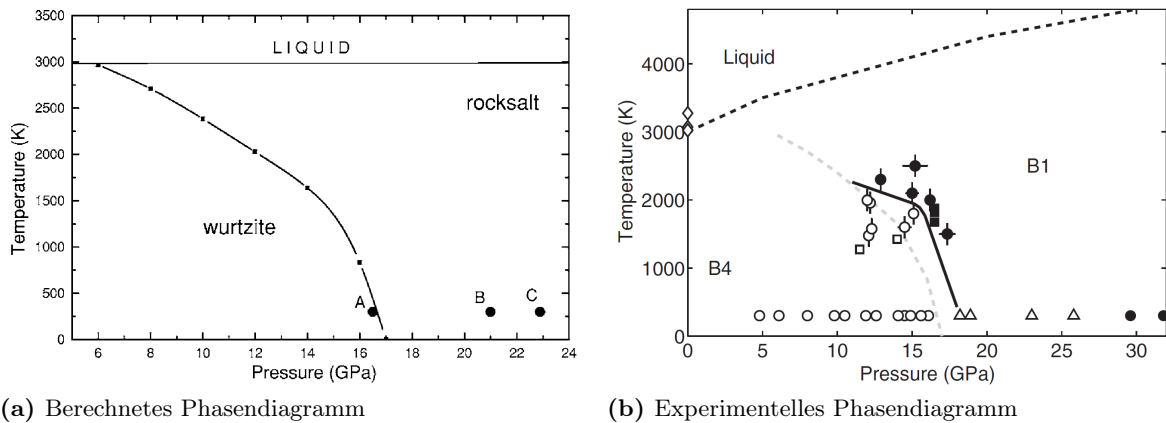 3500
3000
2500
2000
1500
1000
750
500
250
0
Temperature (K)
LIQUID
rocksalt
wurtzite
A
B
C
6 8 10 12 14 16 18 20 22 24
Pressure (GPa)
(a) Berechnetes Phasendiagramm
4000
3000
2000
1000
0
Temperature (K)
Liquid
B1
B4
0 5 10 15 20 25 30
Pressure (GPa)
(b) Experimentelles Phasendiagramm